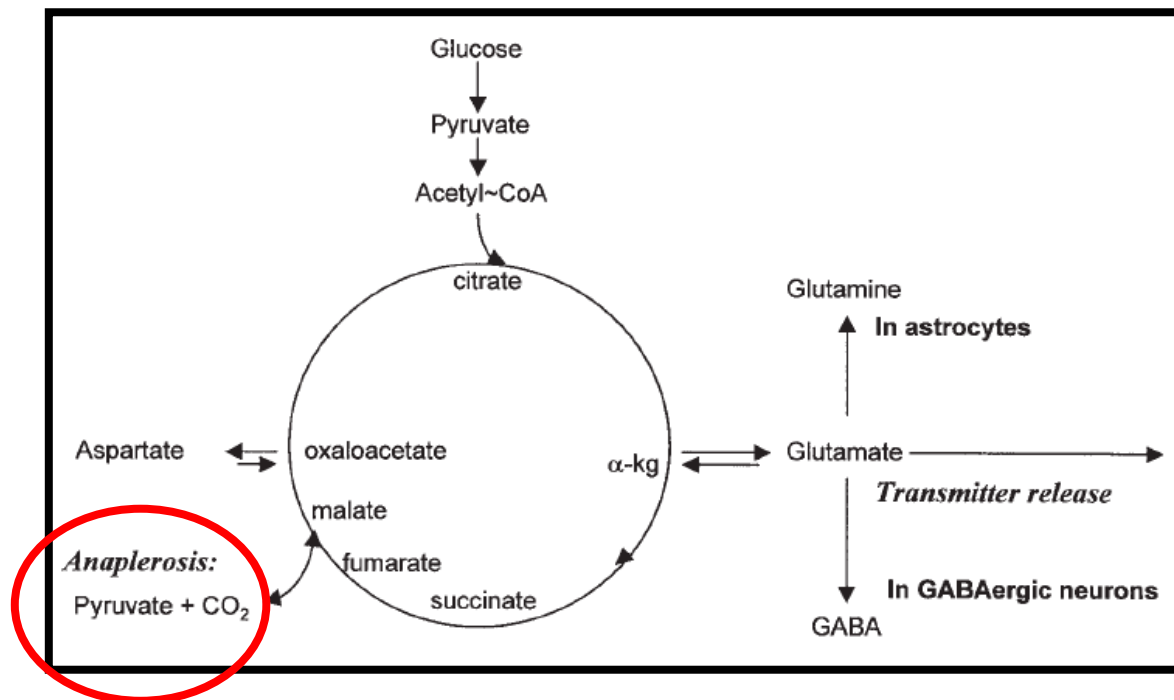 Glucose
Pyruvate
Acetyl~CoA
citrate
Glutamine
In astrocytes
Aspartate
oxaloacetate
α-kg
Glutamate
Transmitter release
malate
Anaplerosis:
fumarate
Pyruvate + CO₂
succinate
In GABAergic neurons
GABA